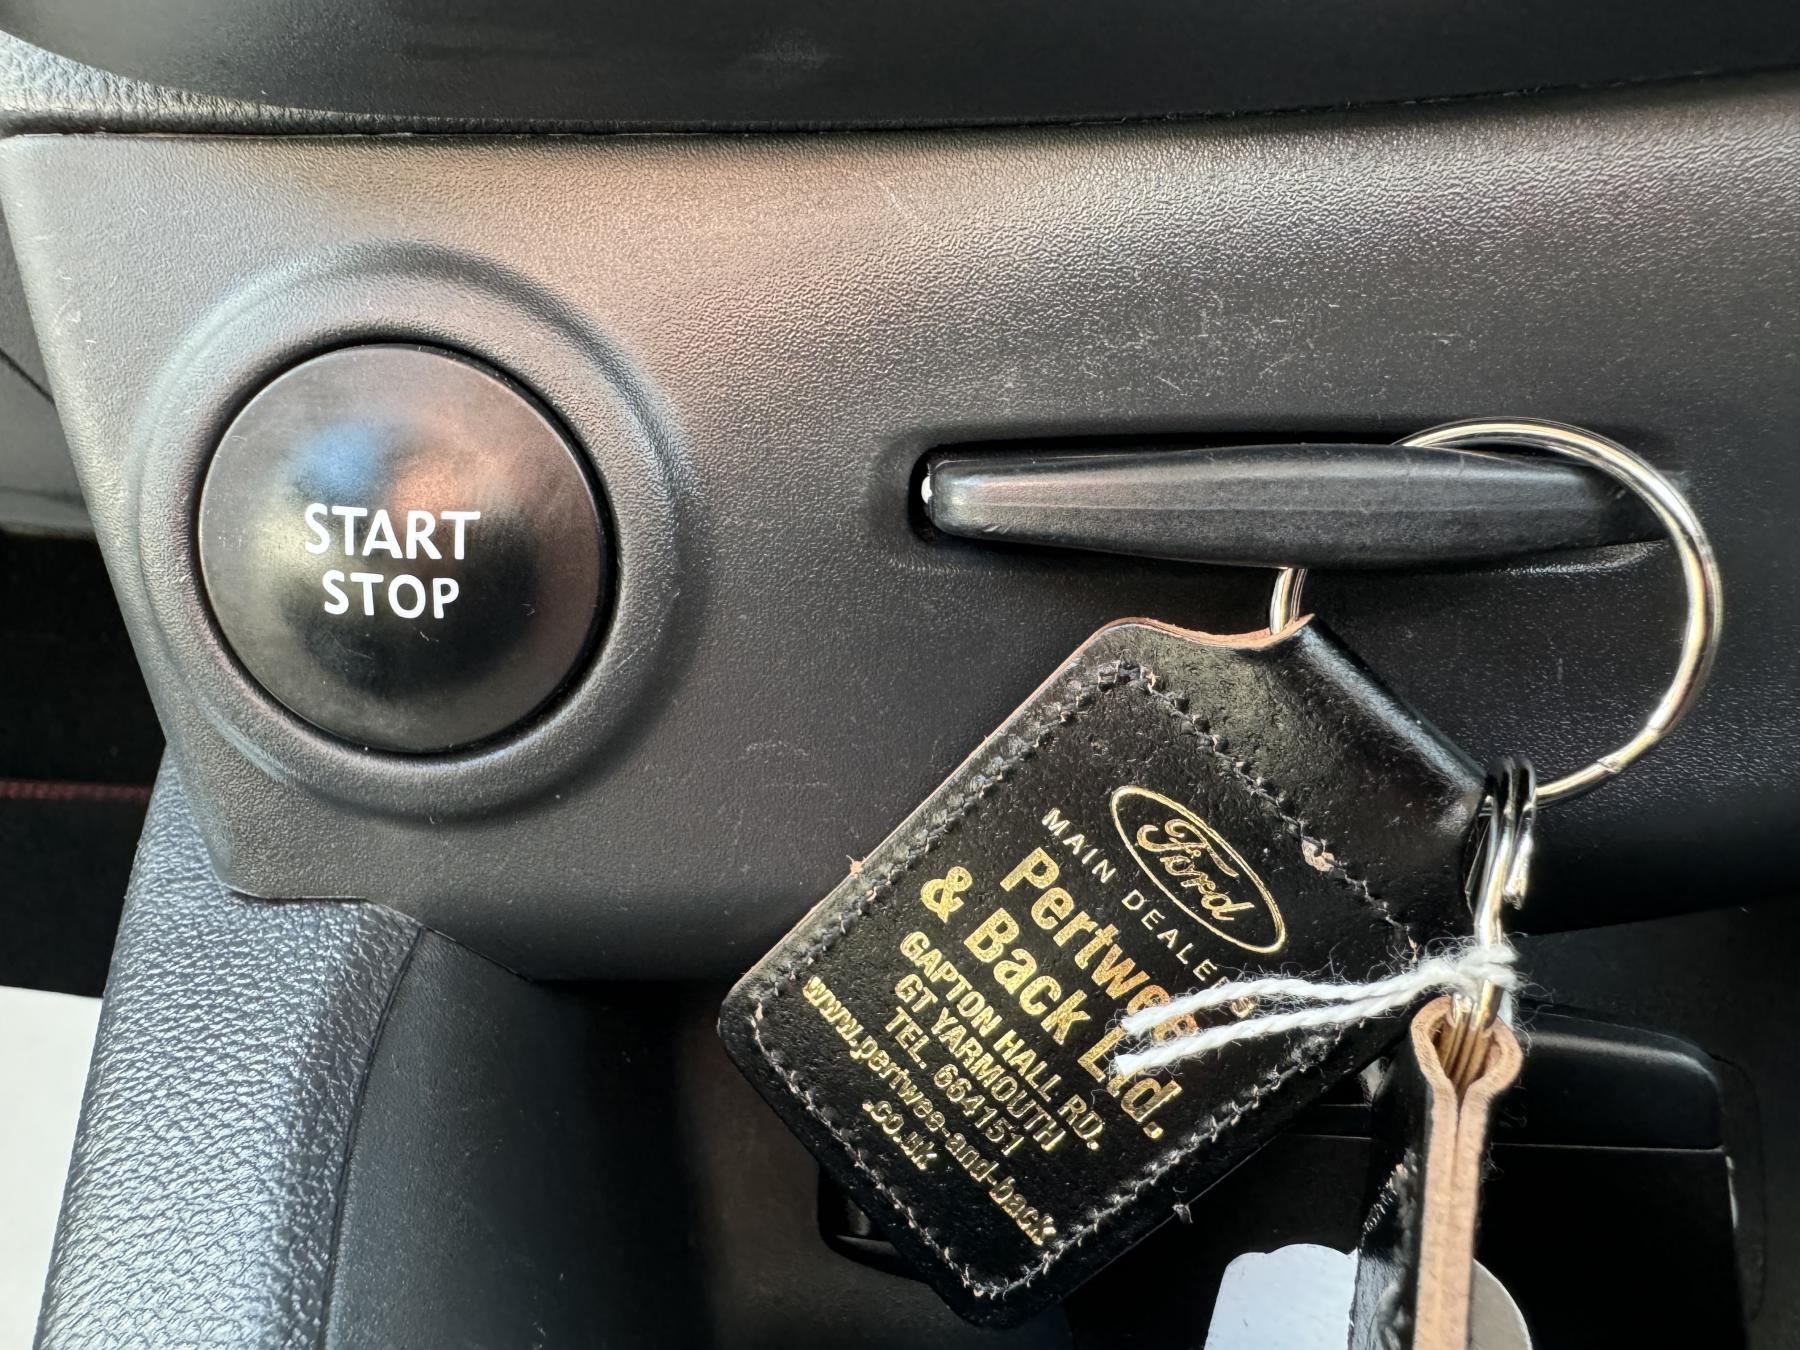 START
STOP
Ford
MAIN DEALERS
Pertwee
& Back Ltd.
GAPTON HALL RD.
GT YARMOUTH
TEL. 664151
www.pertwee-and-back
.co.uk